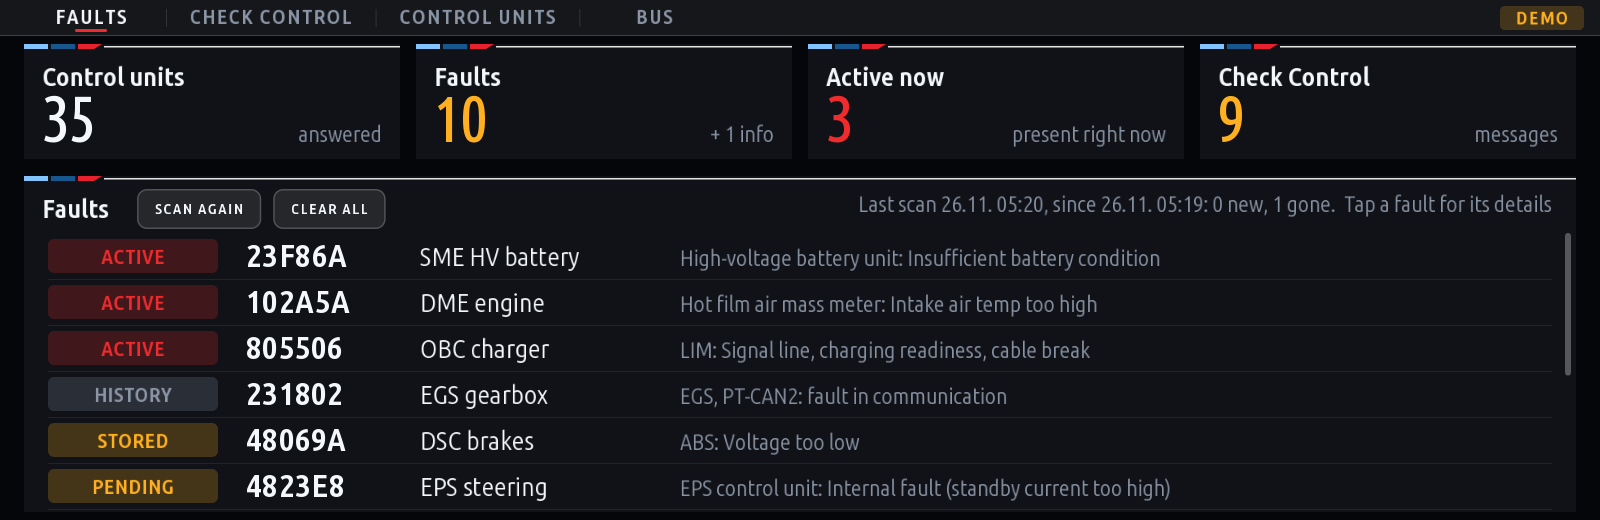 FAULTS CHECK CONTROL CONTROL UNITS BUS DEMO
Control units
35 answered
Faults
10 + 1 info
Active now
3 present right now
Check Control
9 messages
Faults SCAN AGAIN CLEAR ALL Last scan 26.11. 05:20, since 26.11. 05:19: 0 new, 1 gone. Tap a fault for its details
ACTIVE 23F86A SME HV battery High-voltage battery unit: Insufficient battery condition
ACTIVE 102A5A DME engine Hot film air mass meter: Intake air temp too high
ACTIVE 805506 OBC charger LIM: Signal line, charging readiness, cable break
HISTORY 231802 EGS gearbox EGS, PT-CAN2: fault in communication
STORED 48069A DSC brakes ABS: Voltage too low
PENDING 4823E8 EPS steering EPS control unit: Internal fault (standby current too high)